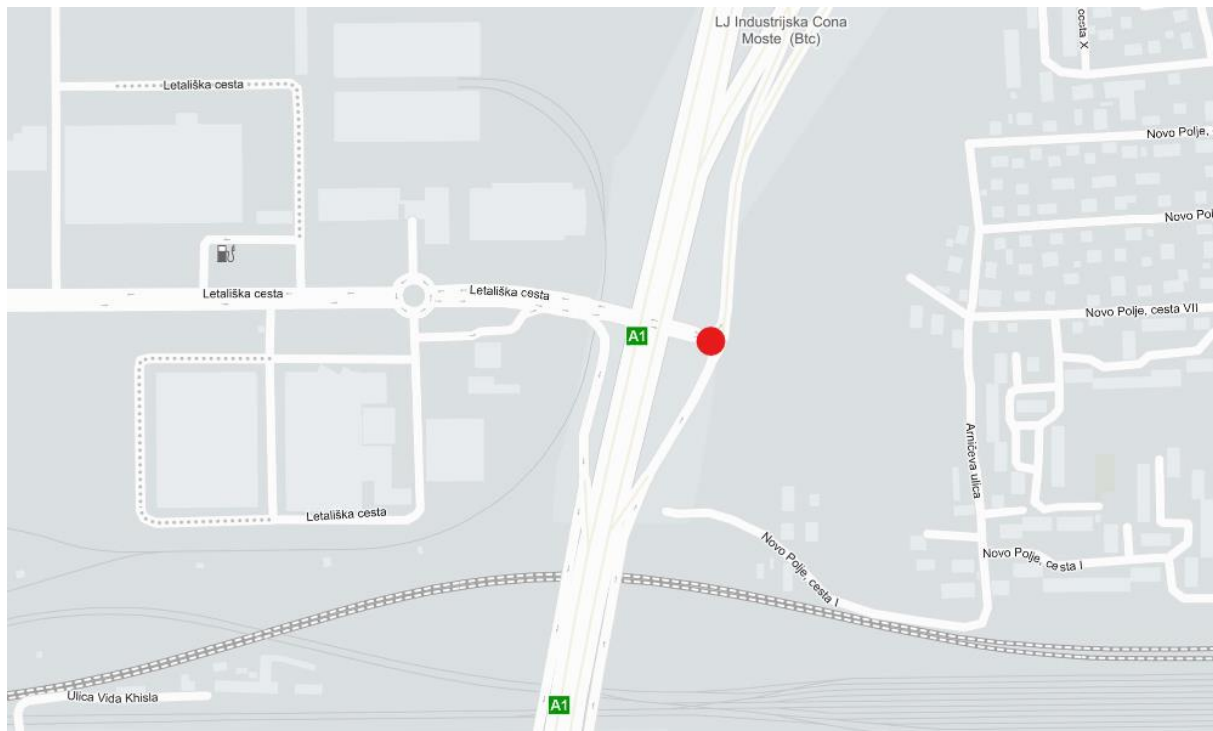 LJ Industrijska Cona
Moste (Btc)
cesta X
Letališka cesta
Novo Polje,
Novo Pol
Letališka cesta
Letališka cesta
Novo Polje, cesta VII
A1
Arničeva ulica
Letališka cesta
Novo Polje, cesta I
Novo Polje, cesta I
Ulica Vida Khisla
A1